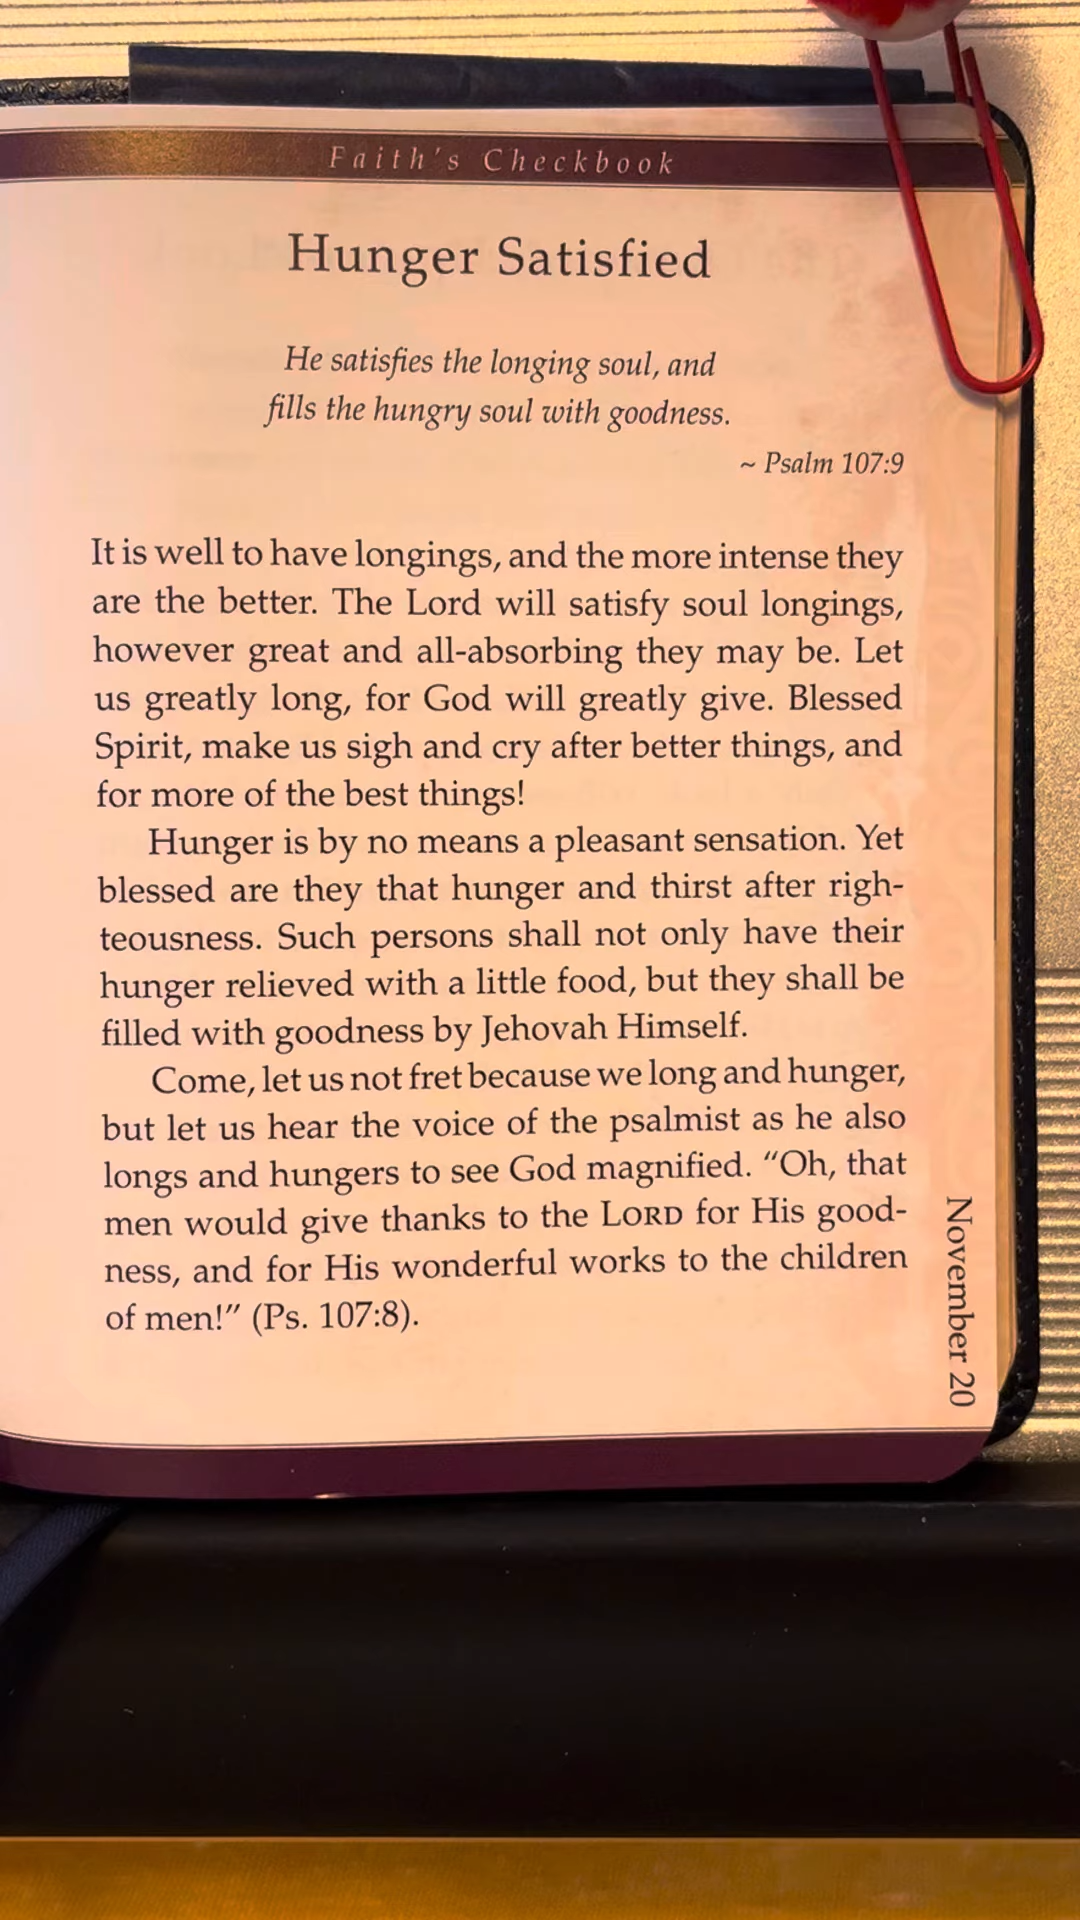 Faith's Checkbook
Hunger Satisfied
He satisfies the longing soul, and
fills the hungry soul with goodness.
~ Psalm 107:9
It is well to have longings, and the more intense they
are the better. The Lord will satisfy soul longings,
however great and all-absorbing they may be. Let
us greatly long, for God will greatly give. Blessed
Spirit, make us sigh and cry after better things, and
for more of the best things!
Hunger is by no means a pleasant sensation. Yet
blessed are they that hunger and thirst after righ-
teousness. Such persons shall not only have their
hunger relieved with a little food, but they shall be
filled with goodness by Jehovah Himself.
Come, let us not fret because we long and hunger,
but let us hear the voice of the psalmist as he also
longs and hungers to see God magnified. “Oh, that
men would give thanks to the LORD for His good-
ness, and for His wonderful works to the children
of men!” (Ps. 107:8).
November 20